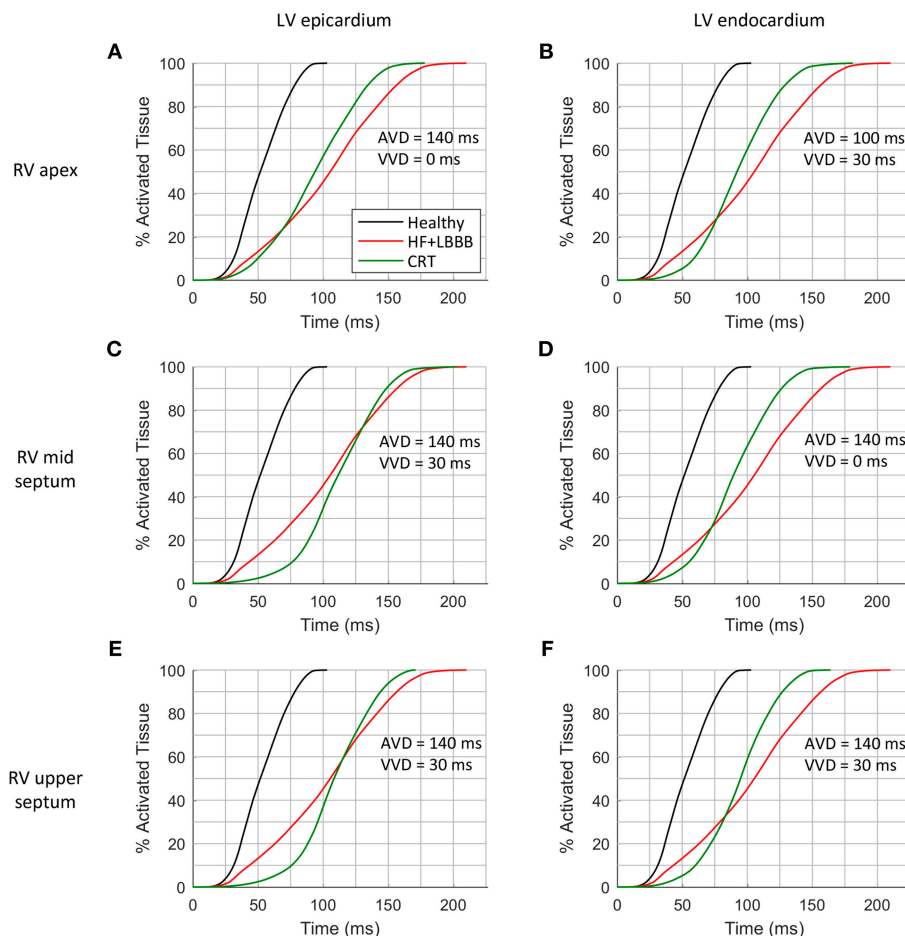 LV epicardium
LV endocardium
A
B
RV apex
% Activated Tissue
100
80
60
40
20
0
AVD = 140 ms
VVD = 0 ms
Healthy
HF+LBBB
CRT
0 50 100 150 200
Time (ms)
% Activated Tissue
100
80
60
40
20
0
AVD = 100 ms
VVD = 30 ms
0 50 100 150 200
Time (ms)
C
D
RV mid
septum
% Activated Tissue
100
80
60
40
20
0
AVD = 140 ms
VVD = 30 ms
0 50 100 150 200
Time (ms)
% Activated Tissue
100
80
60
40
20
0
AVD = 140 ms
VVD = 0 ms
0 50 100 150 200
Time (ms)
E
F
RV upper
septum
% Activated Tissue
100
80
60
40
20
0
AVD = 140 ms
VVD = 30 ms
0 50 100 150 200
Time (ms)
% Activated Tissue
100
80
60
40
20
0
AVD = 140 ms
VVD = 30 ms
0 50 100 150 200
Time (ms)